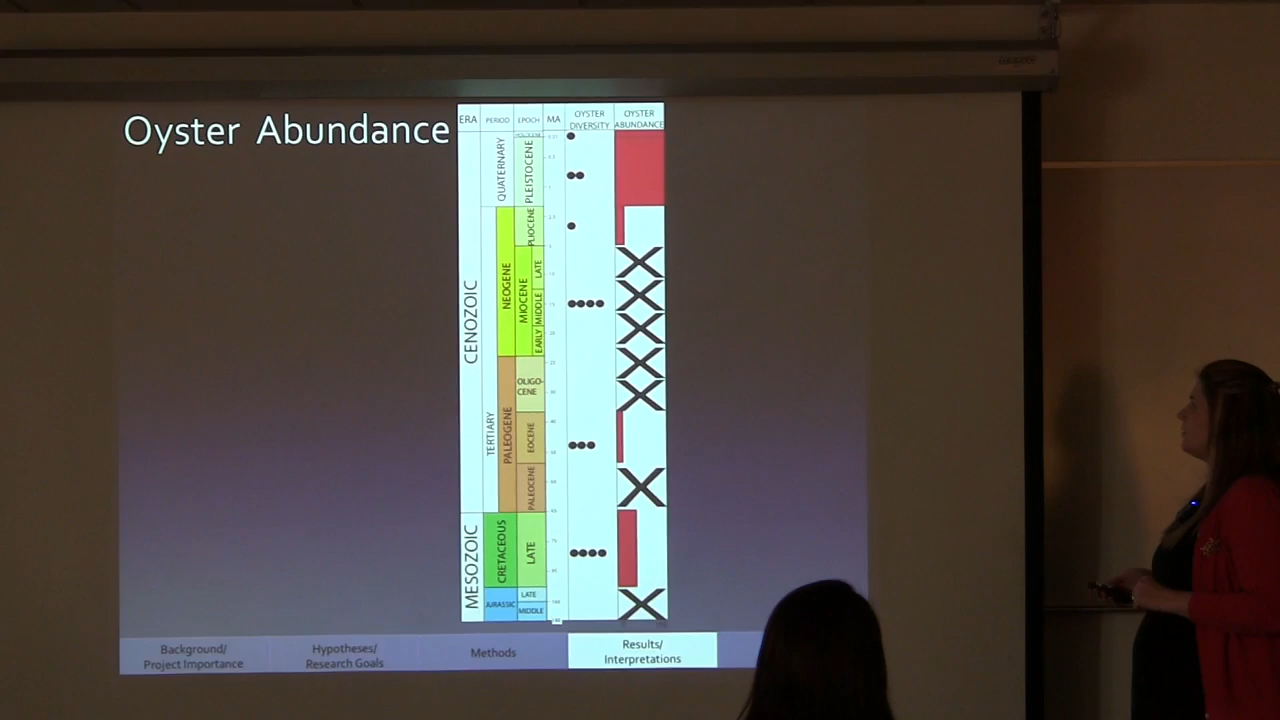 Oyster Abundance
ERA PERIOD EPOCH MA OYSTER DIVERSITY OYSTER ABUNDANCE
CENOZOIC
QUATERNARY
PLEISTOCENE
TERTIARY
NEOGENE
PLIOCENE
MIOCENE
LATE
MIDDLE
EARLY
PALEOGENE
OLIGO-
CENE
EOCENE
PALEOCENE
MESOZOIC
CRETACEOUS
LATE
JURASSIC
LATE
MIDDLE
Background/
Project Importance
Hypotheses/
Research Goals
Methods
Results/
Interpretations